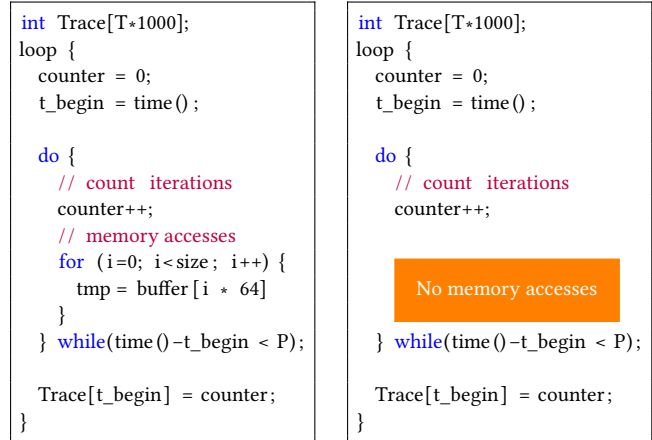 int Trace[T*1000];
loop {
counter = 0;
t_begin = time();
do {
// count iterations
counter++;
// memory accesses
for (i=0; i<size; i++) {
tmp = buffer[i * 64]
}
} while(time()-t_begin < P);
Trace[t_begin] = counter;
}
int Trace[T*1000];
loop {
counter = 0;
t_begin = time();
do {
// count iterations
counter++;
No memory accesses
} while(time()-t_begin < P);
Trace[t_begin] = counter;
}